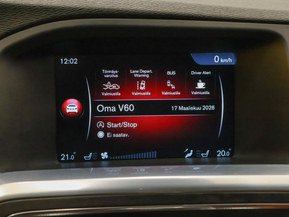 12:02
0 km/h
Törmäys-
varoitus
Valmiustila
Lane Depart.
Warning
Valmiustila
BLIS
Valmiustila
Driver Alert
Valmiustila
Oma V60
17 Maaliskuu 2026
Start/Stop
Ei saatav.
21.0
20.0